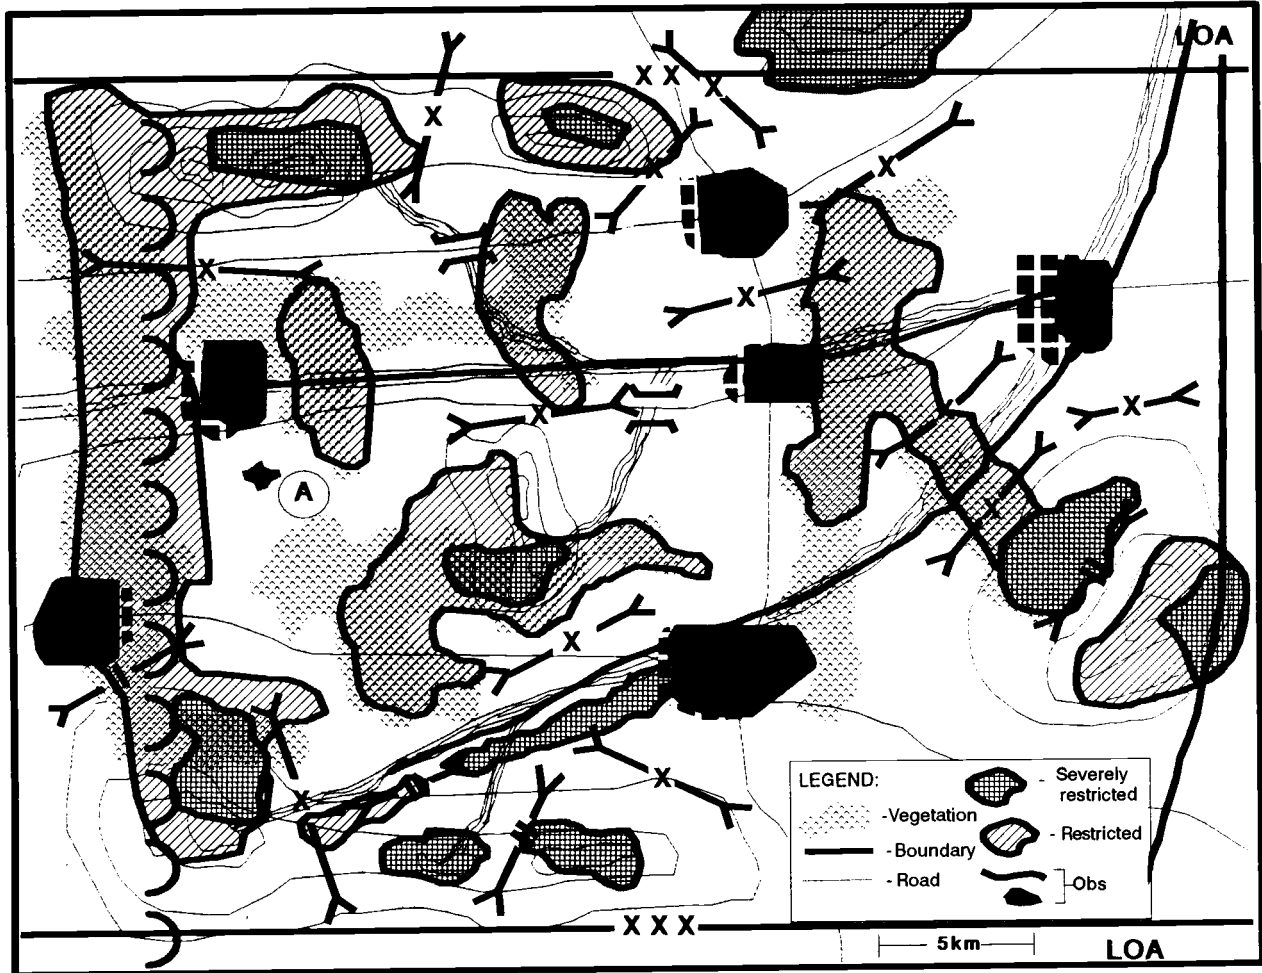 LOA
X X
X
X
X
X
X
X
X
X
A
X
X
X
X
X
LEGEND:
- Severely
restricted
-Vegetation
- Restricted
- Boundary
- Road
-Obs
X X X
5km
LOA